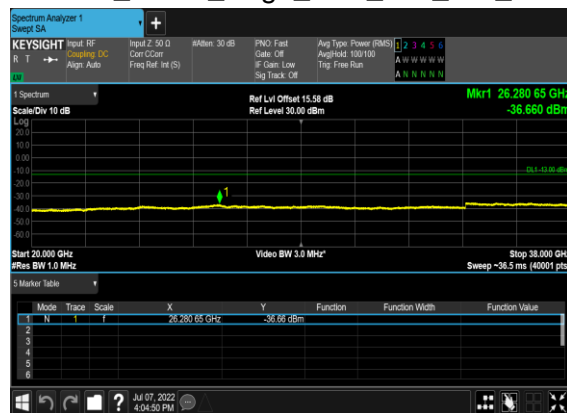 Spectrum Analyzer 1
Swept SA
+
KEYSIGHT Input: RF Input Z: 50 Ω #Atten: 30 dB PNO: Fast Avg Type: Power (RMS) 1 2 3 4 5 6
R T Coupling: DC Corr CCorr Gate: Off Avg|Hold: 100/100 A W W W W W
Align: Auto Freq Ref: Int (S) IF Gain: Low Trig: Free Run
Sig Track: Off A N N N N N
1 Spectrum Ref Lvl Offset 15.58 dB Mkr1 26.280 65 GHz
Scale/Div 10 dB Ref Level 30.00 dBm -36.660 dBm
Log
20.0
10.0
0.00
-10.0 DL1 -13.00 dBm
-20.0
-30.0 1
-40.0
-50.0
-60.0
Start 20.000 GHz Video BW 3.0 MHz* Stop 38.000 GHz
#Res BW 1.0 MHz Sweep ~36.5 ms (40001 pts)
5 Marker Table
Mode Trace Scale X Y Function Function Width Function Value
1 N 1 f 26.280 65 GHz -36.66 dBm
2
3
4
5
6
? Jul 07, 2022
4:04:50 PM